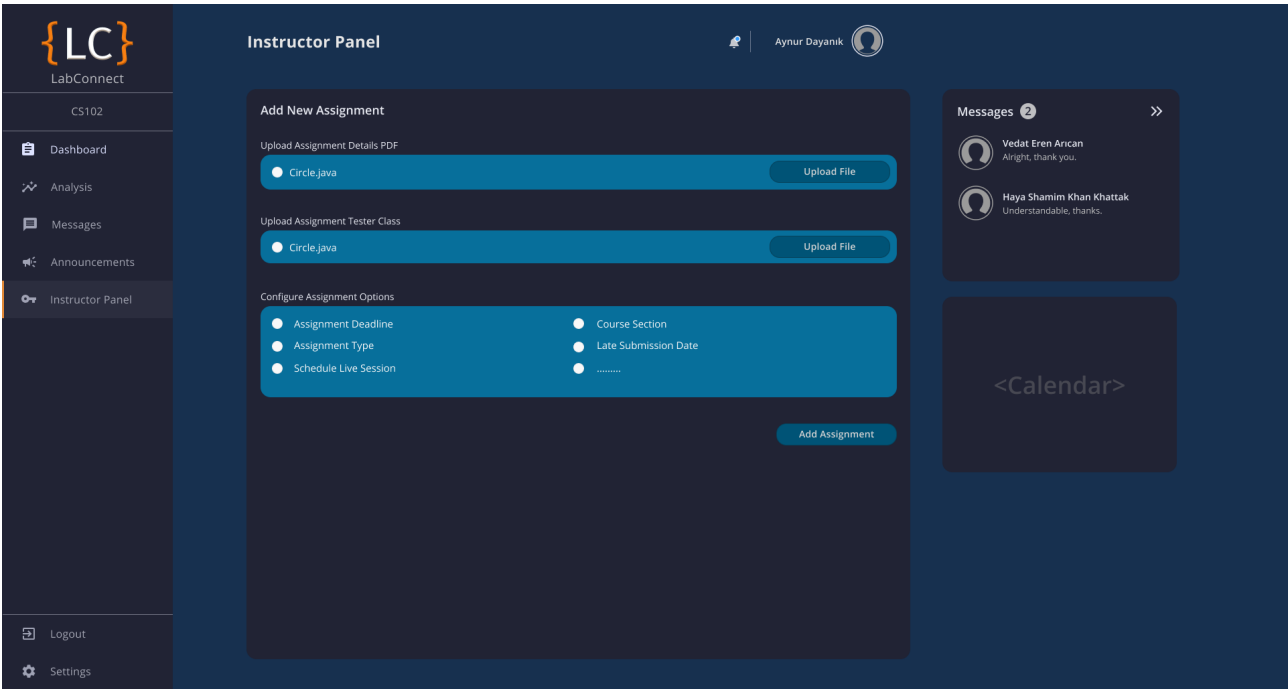 {LC}
LabConnect
CS102
Dashboard
Analysis
Messages
Announcements
Instructor Panel
Logout
Settings
Instructor Panel
Aynur Dayanık
Add New Assignment
Upload Assignment Details PDF
Circle.java
Upload File
Upload Assignment Tester Class
Circle.java
Upload File
Configure Assignment Options
Assignment Deadline
Course Section
Assignment Type
Late Submission Date
Schedule Live Session
.........
Add Assignment
Messages 2
Vedat Eren Arıcan
Alright, thank you.
Haya Shamim Khan Khattak
Understandable, thanks.
<Calendar>